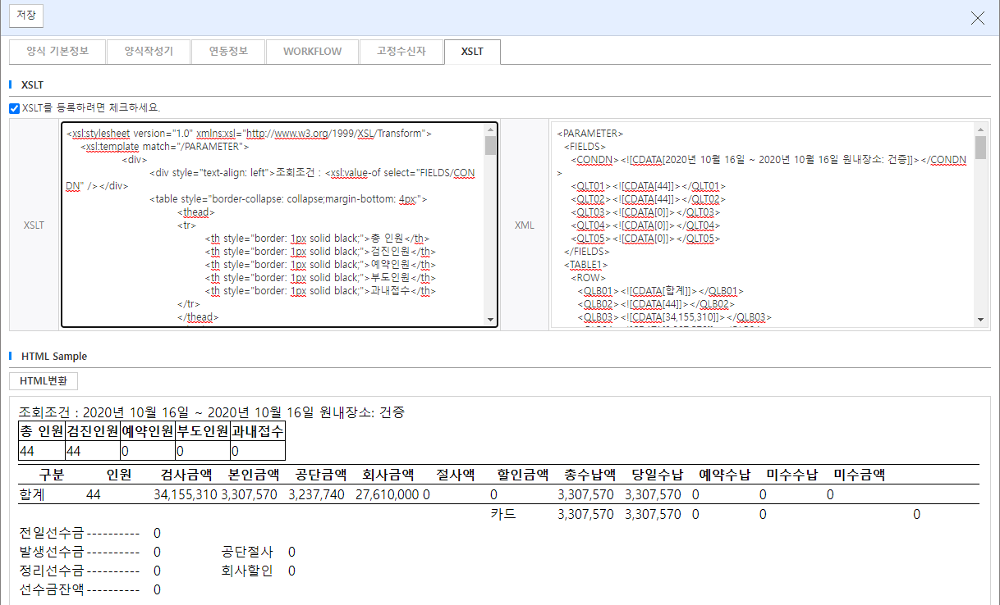 저장
양식 기본정보 양식작성기 연동정보 WORKFLOW 고정수신자 XSLT
XSLT
XSLT를 등록하려면 체크하세요.
XSLT
<xsl:stylesheet version="1.0" xmlns:xsl="http://www.w3.org/1999/XSL/Transform">
<xsl:template match="/PARAMETER">
<div>
<div style="text-align: left">조회조건 : <xsl:value-of select="FIELDS/CON
DN" /></div>
<table style="border-collapse: collapse;margin-bottom: 4px;">
<thead>
<tr>
<th style="border: 1px solid black;">총 인원</th>
<th style="border: 1px solid black;">검진인원</th>
<th style="border: 1px solid black;">예약인원</th>
<th style="border: 1px solid black;">부도인원</th>
<th style="border: 1px solid black;">과내접수</th>
</tr>
</thead>
XML
<PARAMETER>
<FIELDS>
<CONDN><![CDATA[2020년 10월 16일 ~ 2020년 10월 16일 원내장소: 건증]]></CONDN
>
<QLT01><![CDATA[44]]></QLT01>
<QLT02><![CDATA[44]]></QLT02>
<QLT03><![CDATA[0]]></QLT03>
<QLT04><![CDATA[0]]></QLT04>
<QLT05><![CDATA[0]]></QLT05>
</FIELDS>
<TABLE1>
<ROW>
<QLB01><![CDATA[합계]]></QLB01>
<QLB02><![CDATA[44]]></QLB02>
<QLB03><![CDATA[34,155,310]]></QLB03>
HTML Sample
HTML변환
조회조건 : 2020년 10월 16일 ~ 2020년 10월 16일 원내장소: 건증
총 인원 검진인원 예약인원 부도인원 과내접수
44 44 0 0 0
구분 인원 검사금액 본인금액 공단금액 회사금액 절사액 할인금액 총수납액 당일수납 예약수납 미수수납 미수금액
합계 44 34,155,310 3,307,570 3,237,740 27,610,000 0 0 3,307,570 3,307,570 0 0 0
카드 3,307,570 3,307,570 0 0 0
전일선수금---------- 0
발생선수금---------- 0 공단절사 0
정리선수금---------- 0 회사할인 0
선수금잔액---------- 0